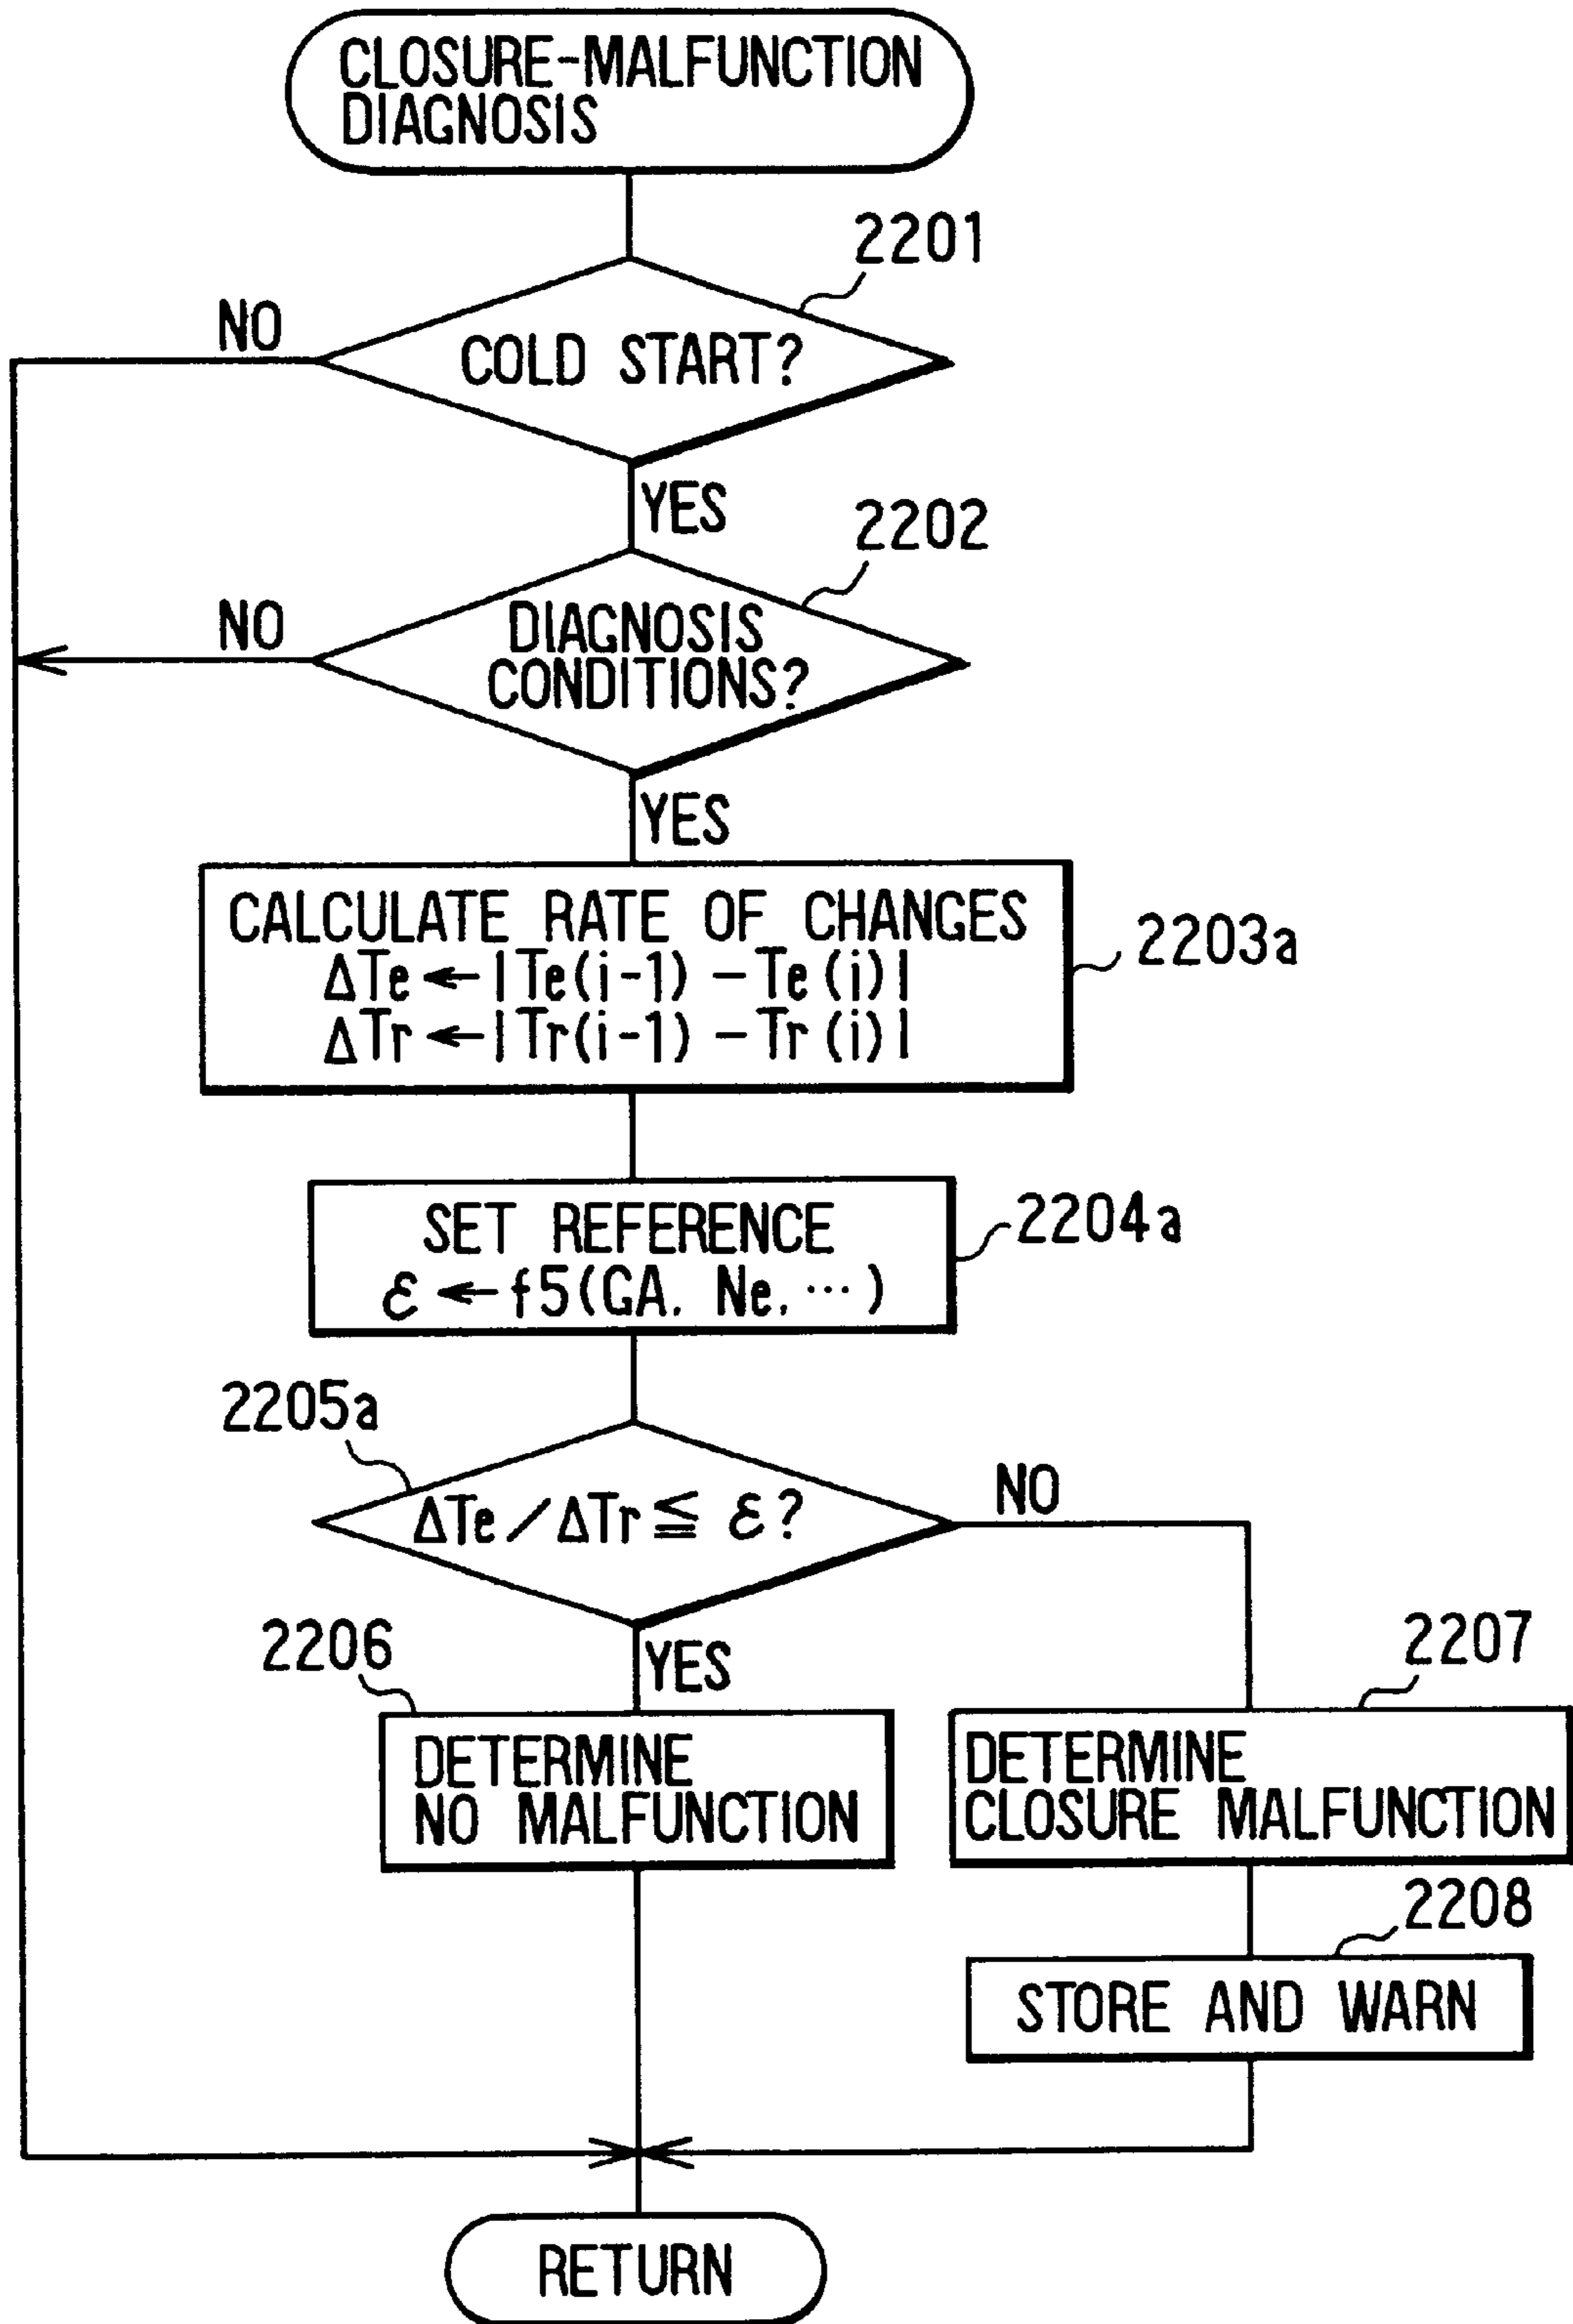 CLOSURE-MALFUNCTION
DIAGNOSIS
2201
NO
COLD START?
YES
2202
NO
DIAGNOSIS
CONDITIONS?
YES
CALCULATE RATE OF CHANGES
ΔTe ← |Te(i-1) - Te(i)|
ΔTr ← |Tr(i-1) - Tr(i)|
2203a
SET REFERENCE
ε ← f5(GA. Ne. ...)
2204a
2205a
ΔTe / ΔTr ≦ ε?
NO
2206
YES
2207
DETERMINE
NO MALFUNCTION
DETERMINE
CLOSURE MALFUNCTION
2208
STORE AND WARN
RETURN